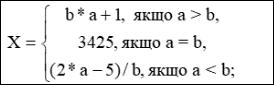 X =
b * a + 1, якщо a > b,
3425, якщо a = b,
(2 * a – 5) / b, якщо a < b;